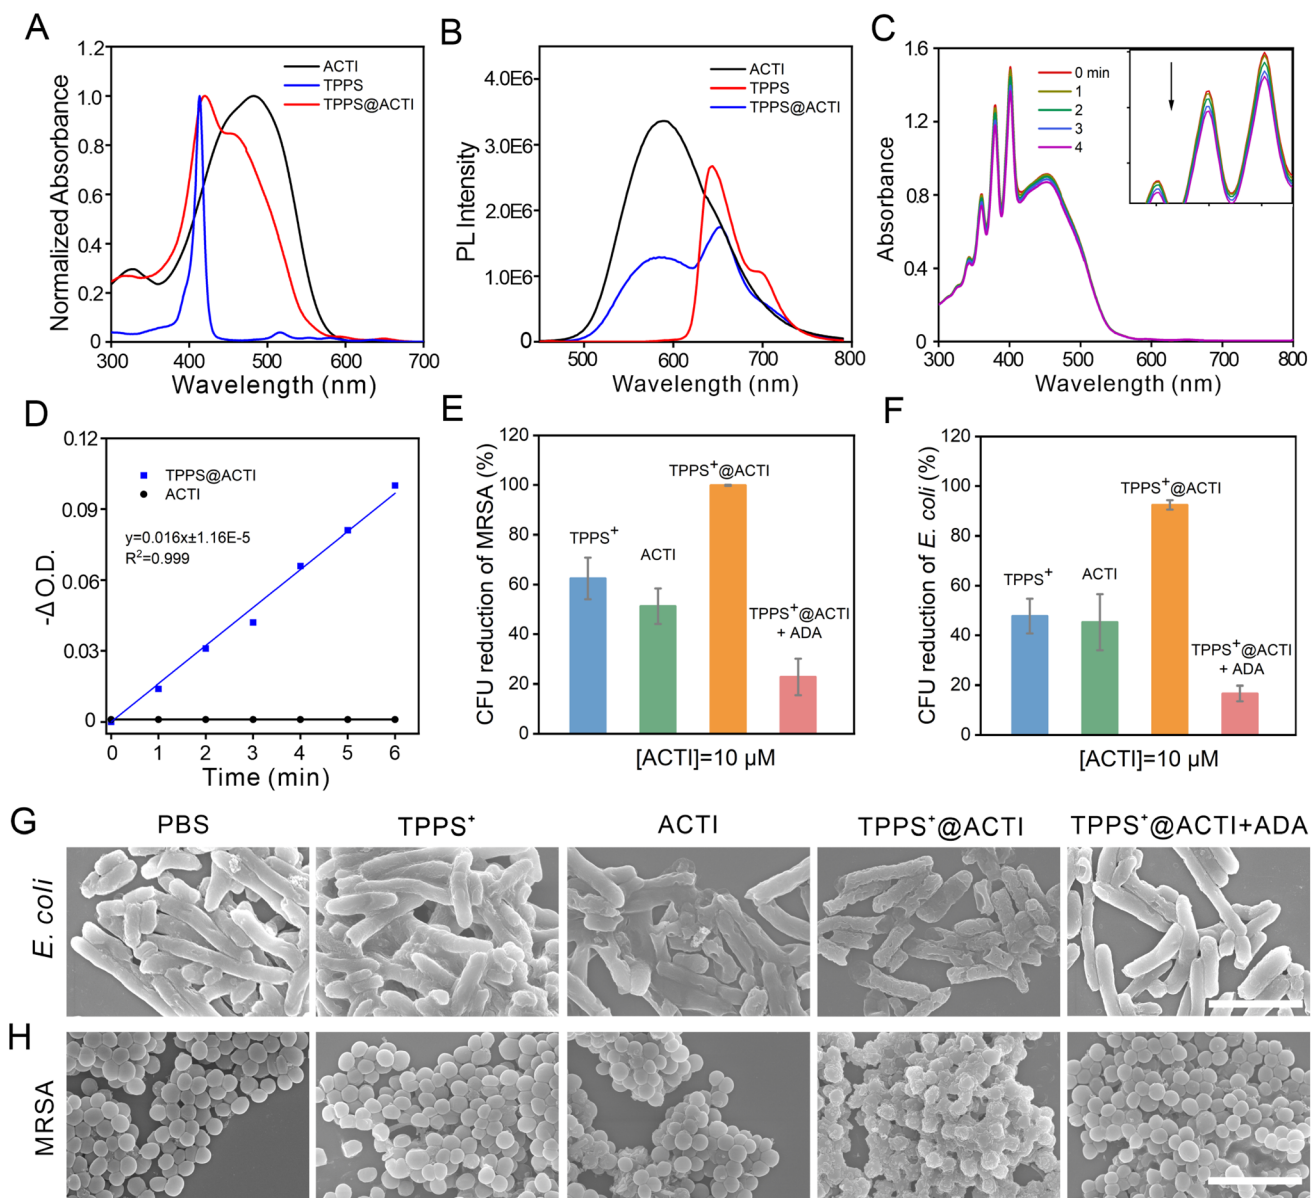 A
1.2
1.0
0.8
0.6
0.4
0.2
0
Normalized Absorbance
ACTI
TPPS
TPPS@ACTI
300
400
500
600
700
Wavelength (nm)
B
4.0E6
3.0E6
2.0E6
1.0E6
0
PL Intensity
ACTI
TPPS
TPPS@ACTI
500
600
700
800
Wavelength (nm)
C
1.6
1.2
0.8
0.4
0
Absorbance
0 min
1
2
3
4
300
400
500
600
700
800
Wavelength (nm)
D
0.12
0.09
0.06
0.03
0
-Δ O.D.
TPPS@ACTI
ACTI
y=0.016x±1.16E-5
R²=0.999
0
1
2
3
4
5
6
Time (min)
E
120
100
80
60
40
20
0
CFU reduction of MRSA (%)
TPPS⁺
ACTI
TPPS⁺@ACTI
TPPS⁺@ACTI
+ ADA
[ACTI]=10 μM
F
120
100
80
60
40
20
0
CFU reduction of E. coli (%)
TPPS⁺
ACTI
TPPS⁺@ACTI
TPPS⁺@ACTI
+ ADA
[ACTI]=10 μM
G
PBS
TPPS⁺
ACTI
TPPS⁺@ACTI
TPPS⁺@ACTI+ADA
E. coli
H
MRSA